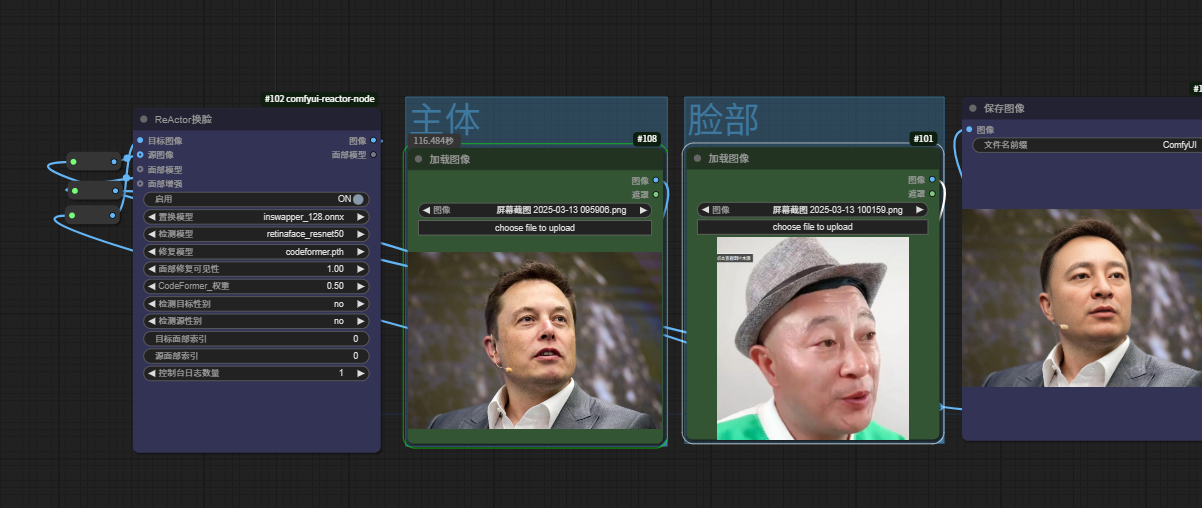 #102 comfyui-reactor-node
ReActor换脸
目标图像
图像
源图像
面部模型
面部模型
面部增强
启用
ON
置换模型
inswapper_128.onnx
检测模型
retinaface_resnet50
修复模型
codeformer.pth
面部修复可见性
1.00
CodeFormer_权重
0.50
检测目标性别
no
检测源性别
no
目标面部索引
0
源面部索引
0
控制台日志数量
1
主体
116.484秒
#108
加载图像
图像
遮罩
图像
屏幕截图 2025-03-13 095906.png
choose file to upload
脸部
#101
加载图像
图像
遮罩
图像
屏幕截图 2025-03-13 100159.png
choose file to upload
#1
保存图像
图像
文件名前缀
ComfyUI